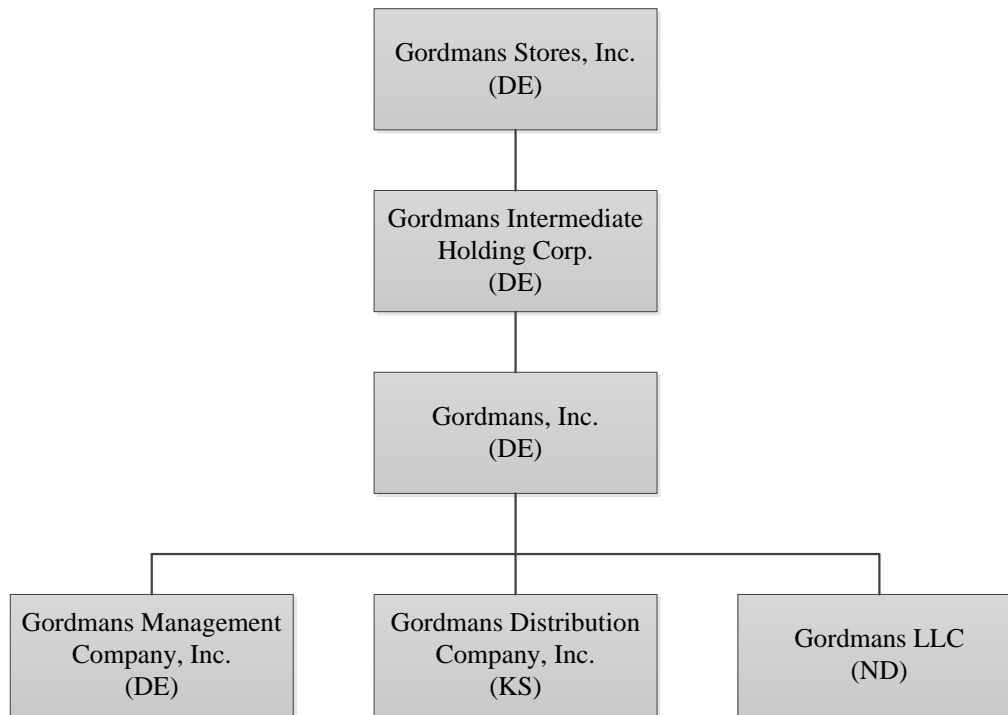 Gordmans Stores, Inc.
(DE)
Gordmans Intermediate
Holding Corp.
(DE)
Gordmans, Inc.
(DE)
Gordmans Management
Company, Inc.
(DE)
Gordmans Distribution
Company, Inc.
(KS)
Gordmans LLC
(ND)